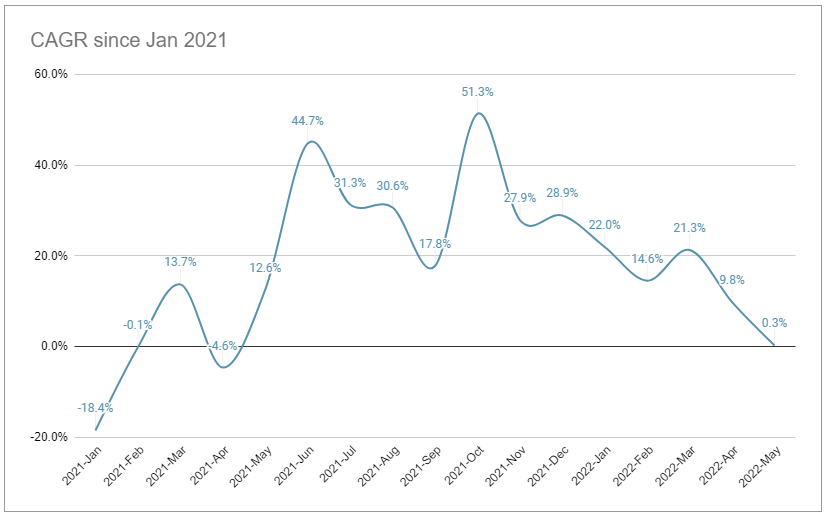 CAGR since Jan 2021
60.0%
51.3%
44.7%
40.0%
31.3%
30.6%
27.9%
28.9%
22.0%
21.3%
20.0%
17.8%
14.6%
13.7%
12.6%
9.8%
0.3%
-0.1%
0.0%
-4.6%
-18.4%
-20.0%
2021-Jan
2021-Feb
2021-Mar
2021-Apr
2021-May
2021-Jun
2021-Jul
2021-Aug
2021-Sep
2021-Oct
2021-Nov
2021-Dec
2022-Jan
2022-Feb
2022-Mar
2022-Apr
2022-May